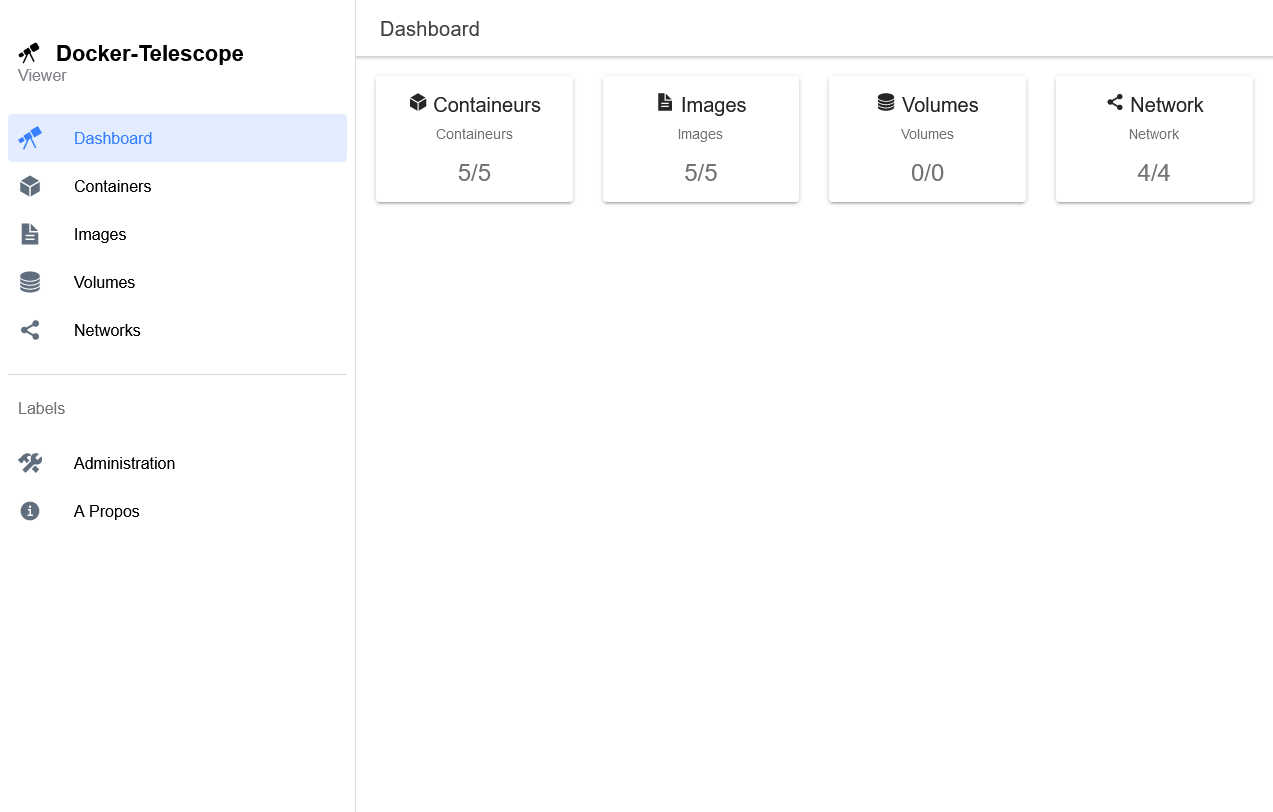 Docker-Telescope
Viewer
Dashboard
Containers
Images
Volumes
Networks
Labels
Administration
A Propos
Dashboard
Containeurs
Containeurs
5/5
Images
Images
5/5
Volumes
Volumes
0/0
Network
Network
4/4